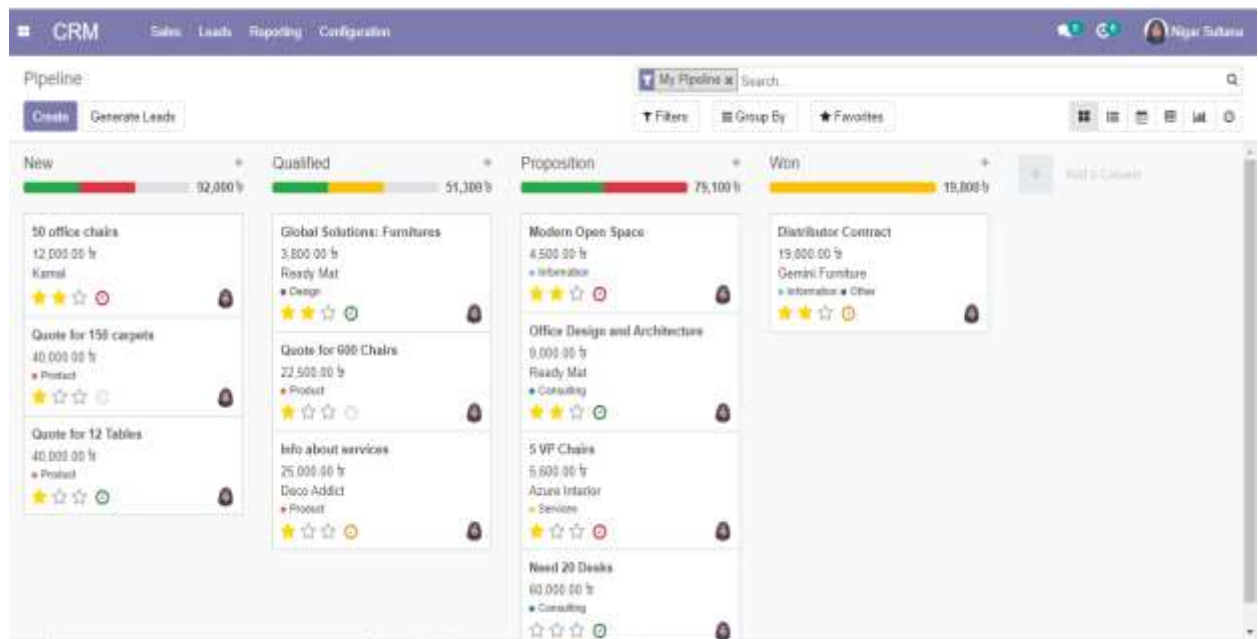 CRM
Sales Leads Reporting Configuration
Nigar Sultana
Pipeline
My Pipeline x Search...
Create Generate Leads
Filters Group By Favorites
New +
92,000 ৳
50 office chairs
12,000.00 ৳
Kamal
Quote for 150 carpets
40,000.00 ৳
Product
Quote for 12 Tables
40,000.00 ৳
Product
Qualified +
51,300 ৳
Global Solutions: Furnitures
3,800.00 ৳
Ready Mat
Design
Quote for 600 Chairs
22,500.00 ৳
Product
Info about services
25,000.00 ৳
Deco Addict
Product
Proposition +
79,100 ৳
Modern Open Space
4,500.00 ৳
Information
Office Design and Architecture
9,000.00 ৳
Ready Mat
Consulting
5 VP Chairs
5,600.00 ৳
Azure Interior
Services
Need 20 Desks
60,000.00 ৳
Consulting
Won +
19,800 ৳
Distributor Contract
19,800.00 ৳
Gemini Furniture
Information Other
+ Add a Column